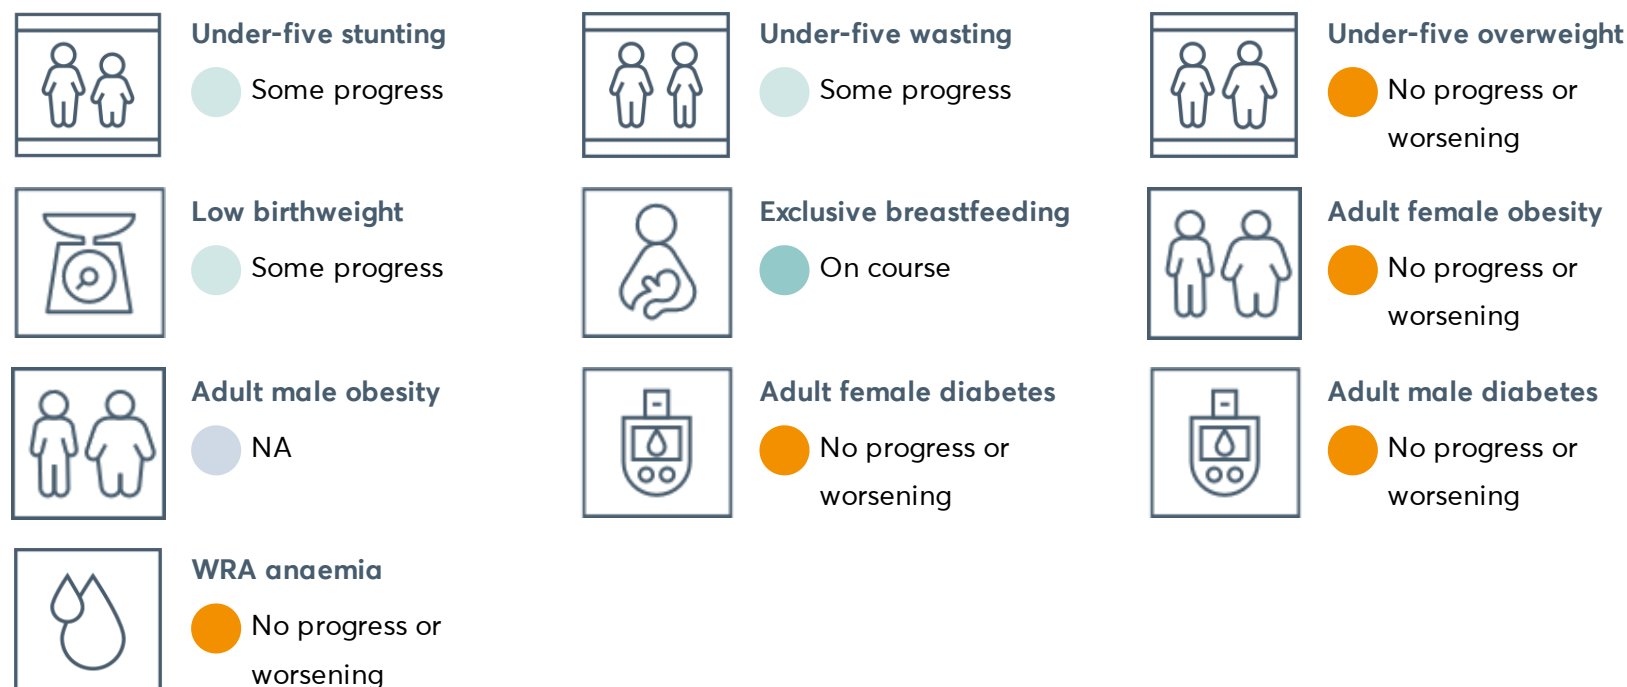 Under-five stunting
Some progress
Under-five wasting
Some progress
Under-five overweight
No progress or
worsening
Low birthweight
Some progress
Exclusive breastfeeding
On course
Adult female obesity
No progress or
worsening
Adult male obesity
NA
Adult female diabetes
No progress or
worsening
Adult male diabetes
No progress or
worsening
WRA anaemia
No progress or
worsening